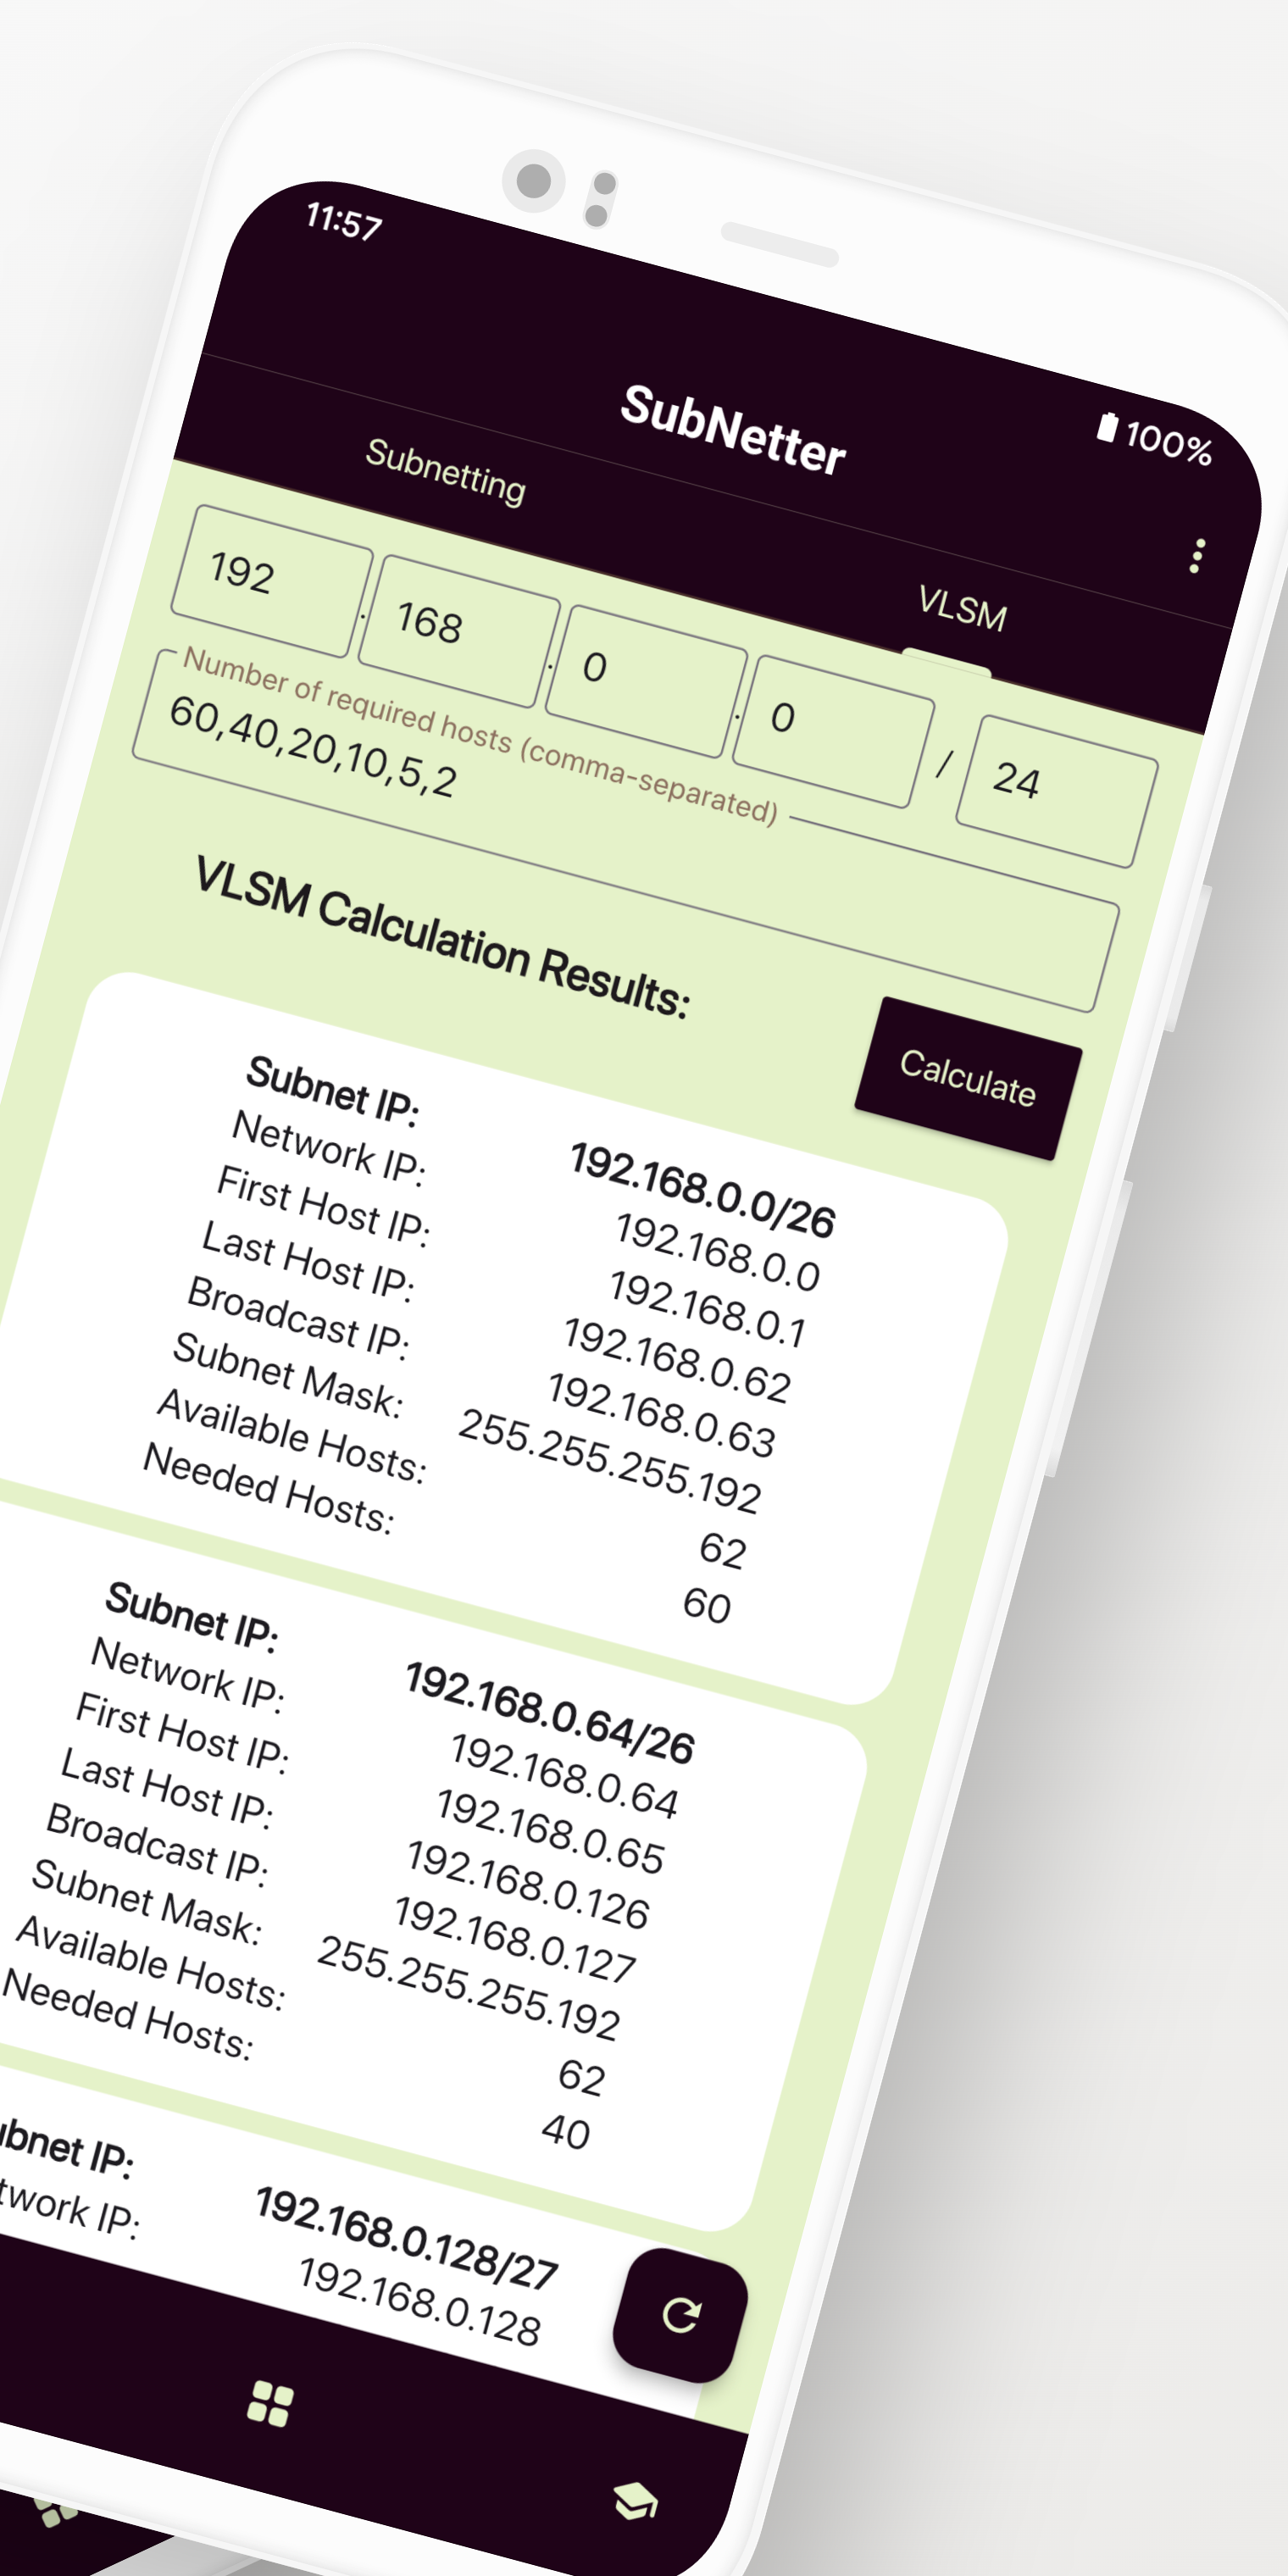 11:57
100%
SubNetter
Subnetting
VLSM
192 . 168 . 0 . 0 / 24
Number of required hosts (comma-separated)
60,40,20,10,5,2
VLSM Calculation Results:
Calculate
Subnet IP: 192.168.0.0/26
Network IP: 192.168.0.0
First Host IP: 192.168.0.1
Last Host IP: 192.168.0.62
Broadcast IP: 192.168.0.63
Subnet Mask: 255.255.255.192
Available Hosts: 62
Needed Hosts: 60
Subnet IP: 192.168.0.64/26
Network IP: 192.168.0.64
First Host IP: 192.168.0.65
Last Host IP: 192.168.0.126
Broadcast IP: 192.168.0.127
Subnet Mask: 255.255.255.192
Available Hosts: 62
Needed Hosts: 40
ubnet IP: 192.168.0.128/27
twork IP: 192.168.0.128